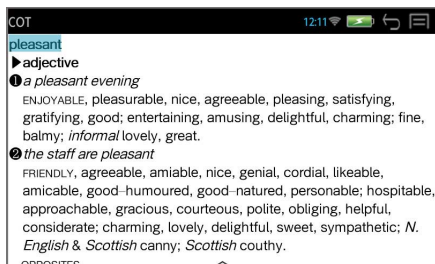 COT 12:11
pleasant
▶adjective
❶a pleasant evening
ENJOYABLE, pleasurable, nice, agreeable, pleasing, satisfying,
gratifying, good; entertaining, amusing, delightful, charming; fine,
balmy; informal lovely, great.
❷the staff are pleasant
FRIENDLY, agreeable, amiable, nice, genial, cordial, likeable,
amicable, good–humoured, good–natured, personable; hospitable,
approachable, gracious, courteous, polite, obliging, helpful,
considerate; charming, lovely, delightful, sweet, sympathetic; N.
English & Scottish canny; Scottish couthy.
OPPOSITES